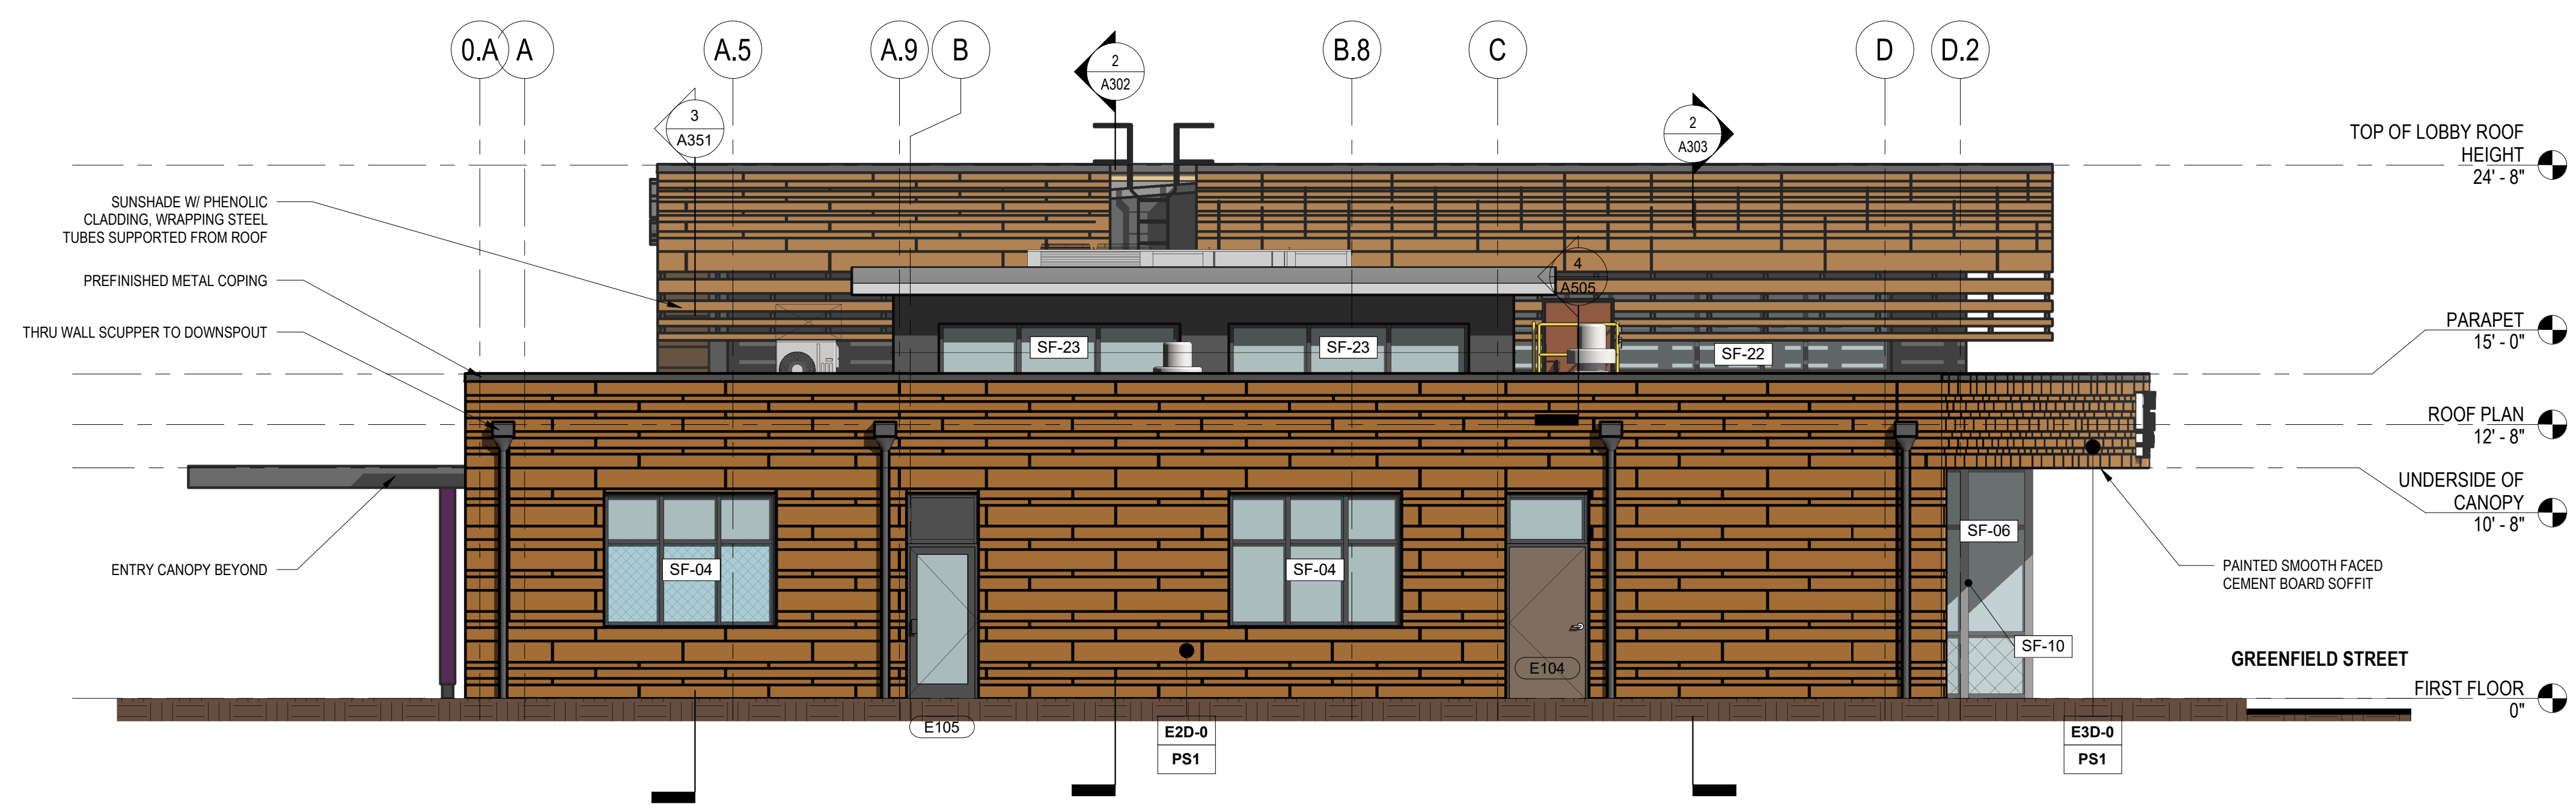 0.A
A
A.5
A.9
B
B.8
C
D
D.2
2
A302
3
A351
2
A303
4
A505
TOP OF LOBBY ROOF
HEIGHT
24' - 8"
SUNSHADE W/ PHENOLIC
CLADDING, WRAPPING STEEL
TUBES SUPPORTED FROM ROOF
PREFINISHED METAL COPING
THRU WALL SCUPPER TO DOWNSPOUT
SF-23
SF-23
SF-22
PARAPET
15' - 0"
ROOF PLAN
12' - 8"
UNDERSIDE OF
CANOPY
10' - 8"
SF-06
ENTRY CANOPY BEYOND
SF-04
SF-04
PAINTED SMOOTH FACED
CEMENT BOARD SOFFIT
SF-10
GREENFIELD STREET
E104
FIRST FLOOR
0"
E105
E2D-0
PS1
E3D-0
PS1